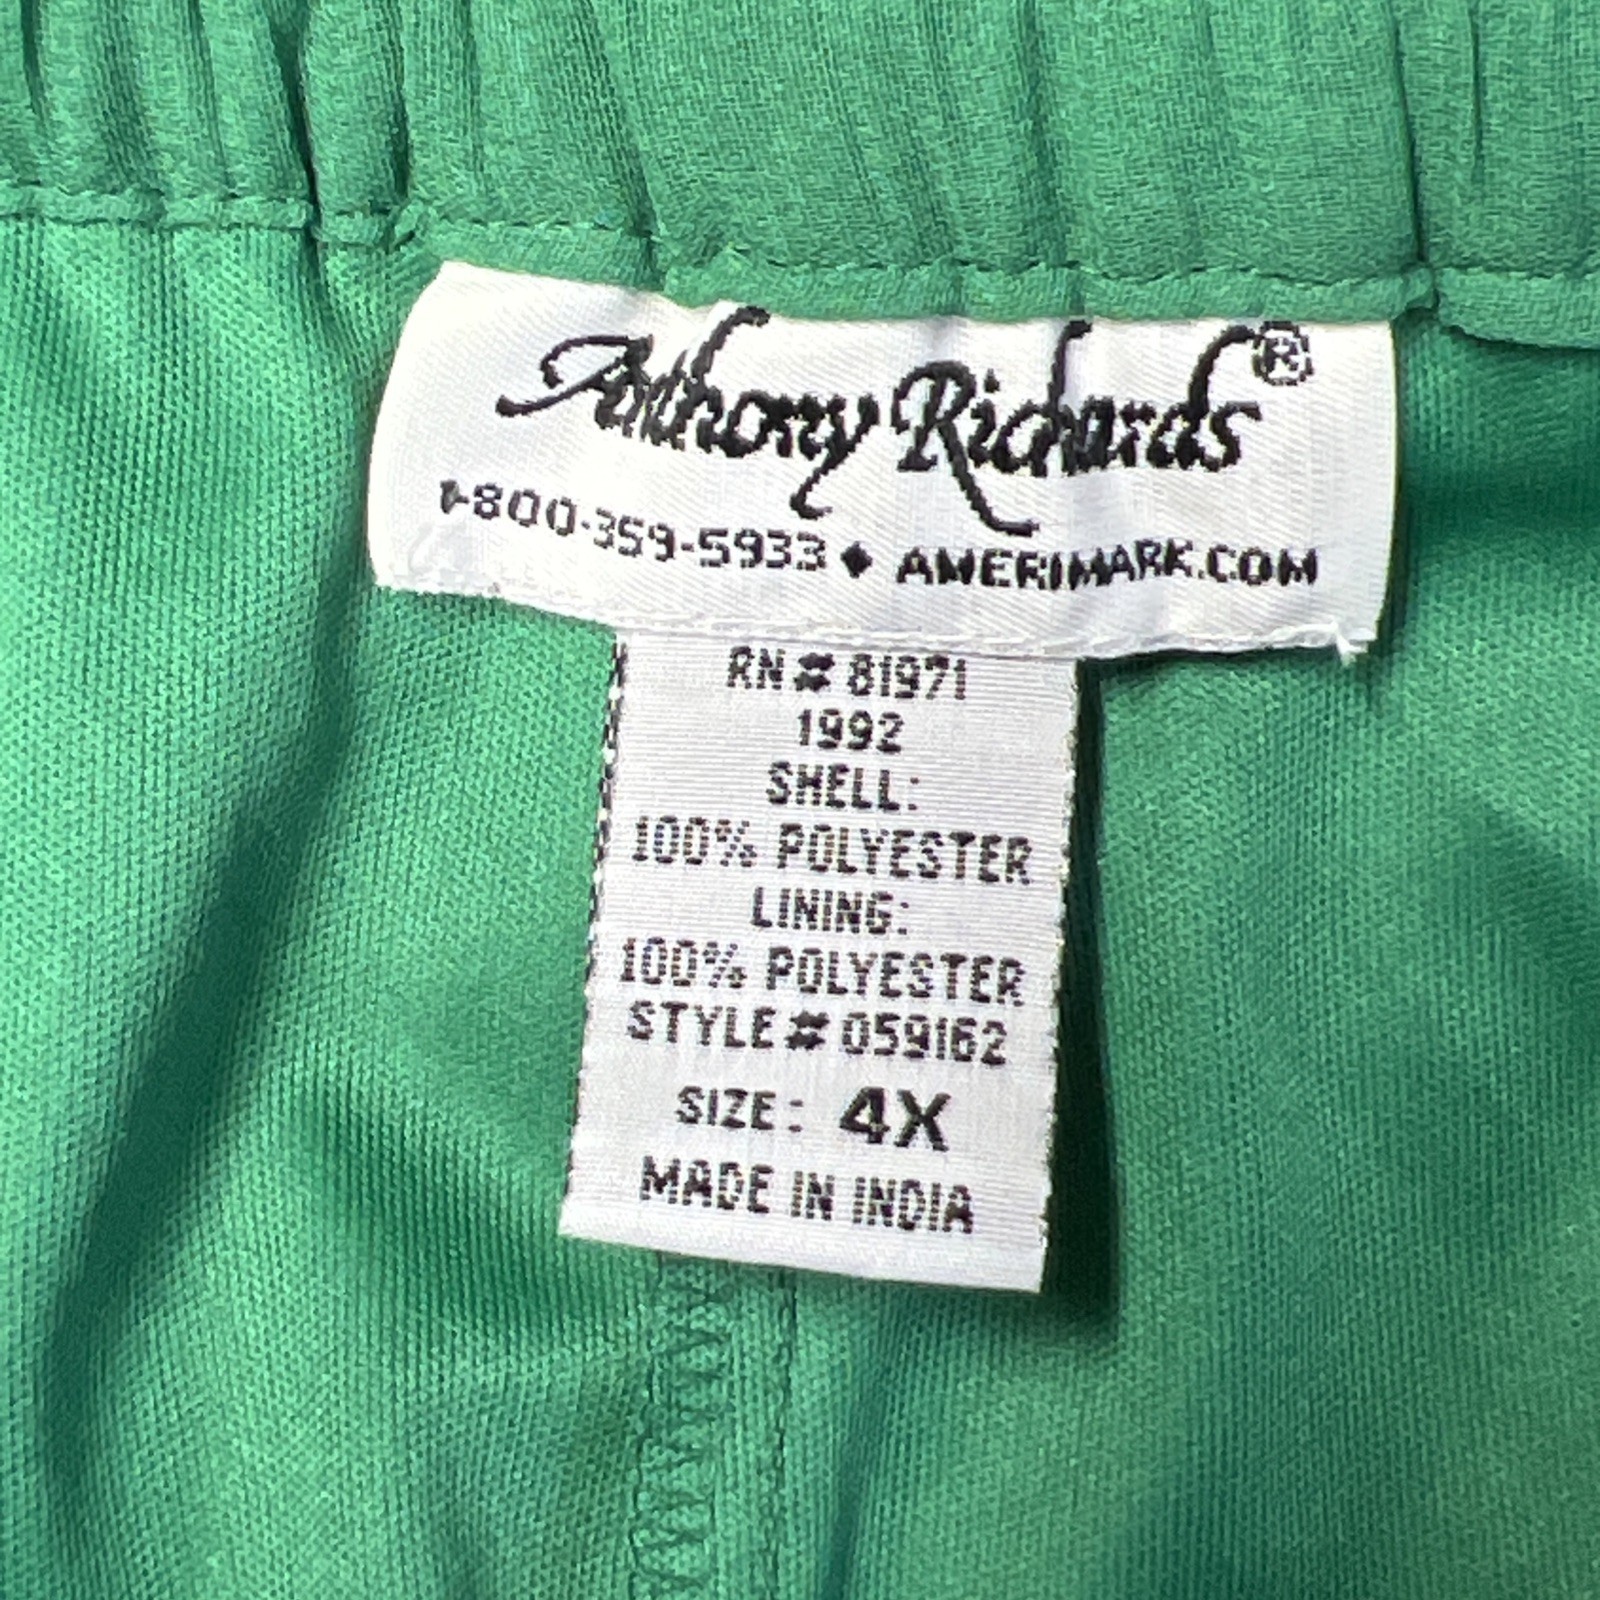 Anthony Richards®
1-800-359-5933 ♦ AMERIMARK.COM
RN# 81971
1992
SHELL:
100% POLYESTER
LINING:
100% POLYESTER
STYLE# 059162
SIZE: 4X
MADE IN INDIA